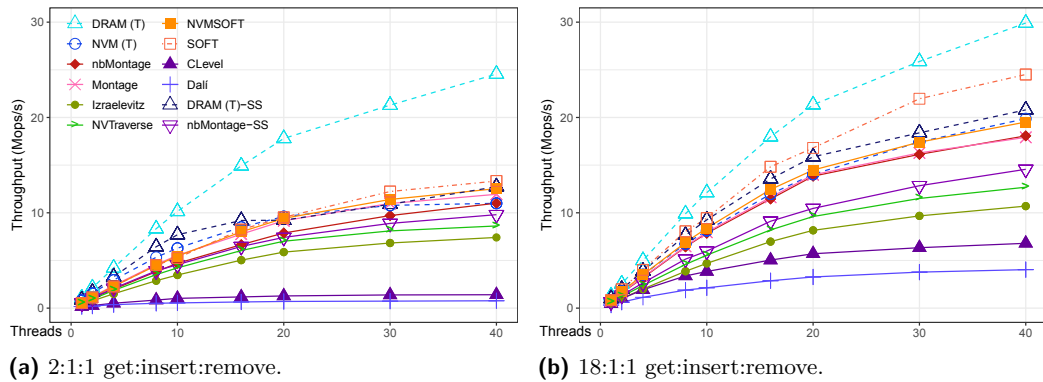 Throughput (Mops/s)
30
20
10
0
DRAM (T)
NVM (T)
nbMontage
Montage
Izraelevitz
NVTraverse
NVMSOFT
SOFT
CLevel
Dalí
DRAM (T)-SS
nbMontage-SS
Threads 0 10 20 30 40
(a) 2:1:1 get:insert:remove.
Throughput (Mops/s)
30
20
10
0
Threads 0 10 20 30 40
(b) 18:1:1 get:insert:remove.